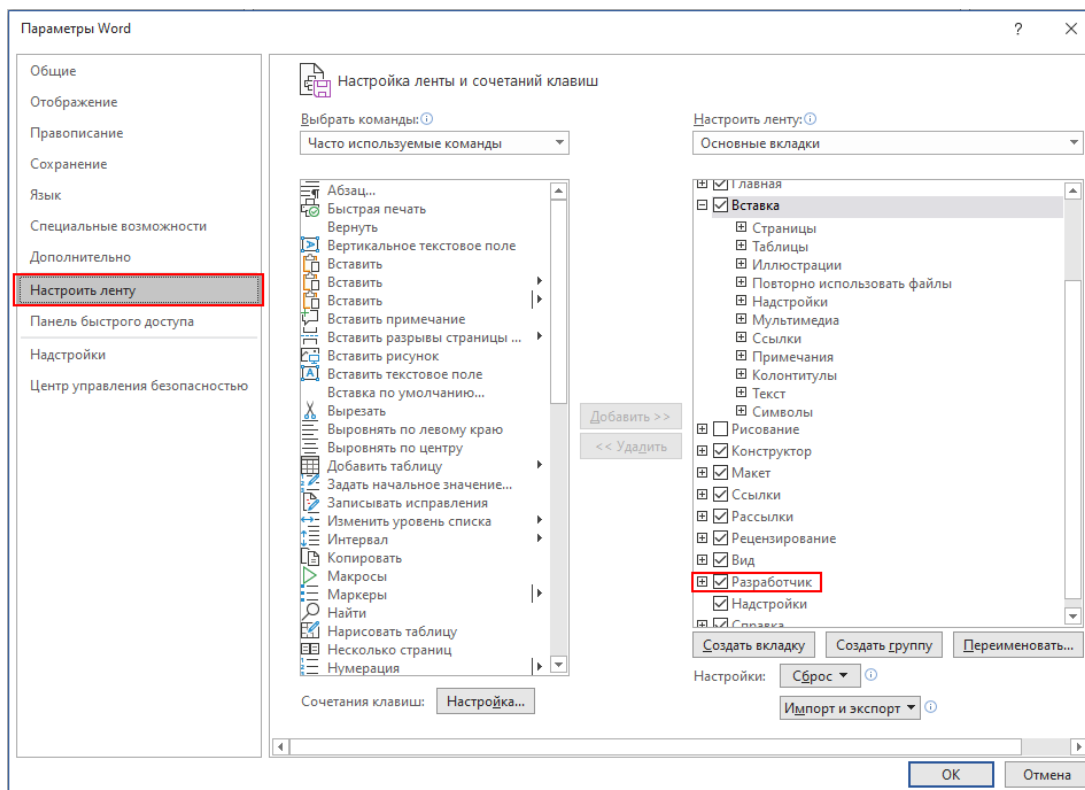 Параметры Word
?
Общие
Отображение
Правописание
Сохранение
Язык
Специальные возможности
Дополнительно
Настроить ленту
Панель быстрого доступа
Надстройки
Центр управления безопасностью
Настройка ленты и сочетаний клавиш
Выбрать команды:
Часто используемые команды
Абзац...
Быстрая печать
Вернуть
Вертикальное текстовое поле
Вставить
Вставить
Вставить
Вставить примечание
Вставить разрывы страницы ...
Вставить рисунок
Вставить текстовое поле
Вставка по умолчанию...
Вырезать
Выровнять по левому краю
Выровнять по центру
Добавить таблицу
Задать начальное значение...
Записывать исправления
Изменить уровень списка
Интервал
Копировать
Макросы
Маркеры
Найти
Нарисовать таблицу
Несколько страниц
Нумерация
Сочетания клавиш: Настройка...
Добавить >>
<< Удалить
Настроить ленту:
Основные вкладки
Главная
Вставка
Страницы
Таблицы
Иллюстрации
Повторно использовать файлы
Надстройки
Мультимедиа
Ссылки
Примечания
Колонтитулы
Текст
Символы
Рисование
Конструктор
Макет
Ссылки
Рассылки
Рецензирование
Вид
Разработчик
Надстройки
Справка
Создать вкладку Создать группу Переименовать...
Настройки: Сброс
Импорт и экспорт
ОК Отмена